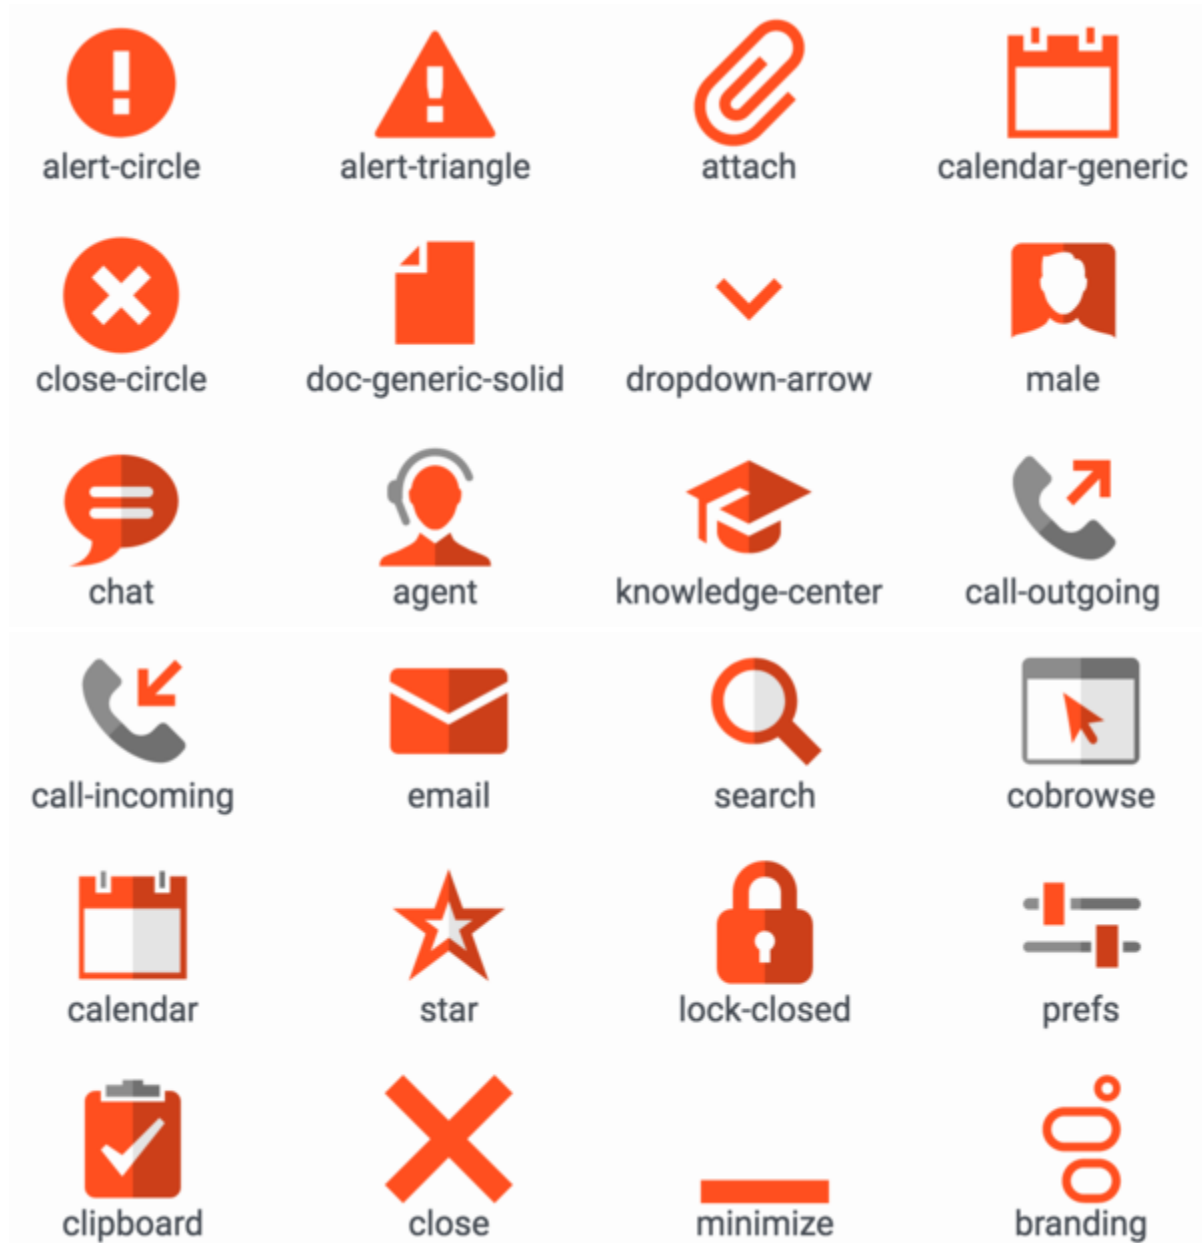 alert-circle
alert-triangle
attach
calendar-generic
close-circle
doc-generic-solid
dropdown-arrow
male
chat
agent
knowledge-center
call-outgoing
call-incoming
email
search
cobrowse
calendar
star
lock-closed
prefs
clipboard
close
minimize
branding